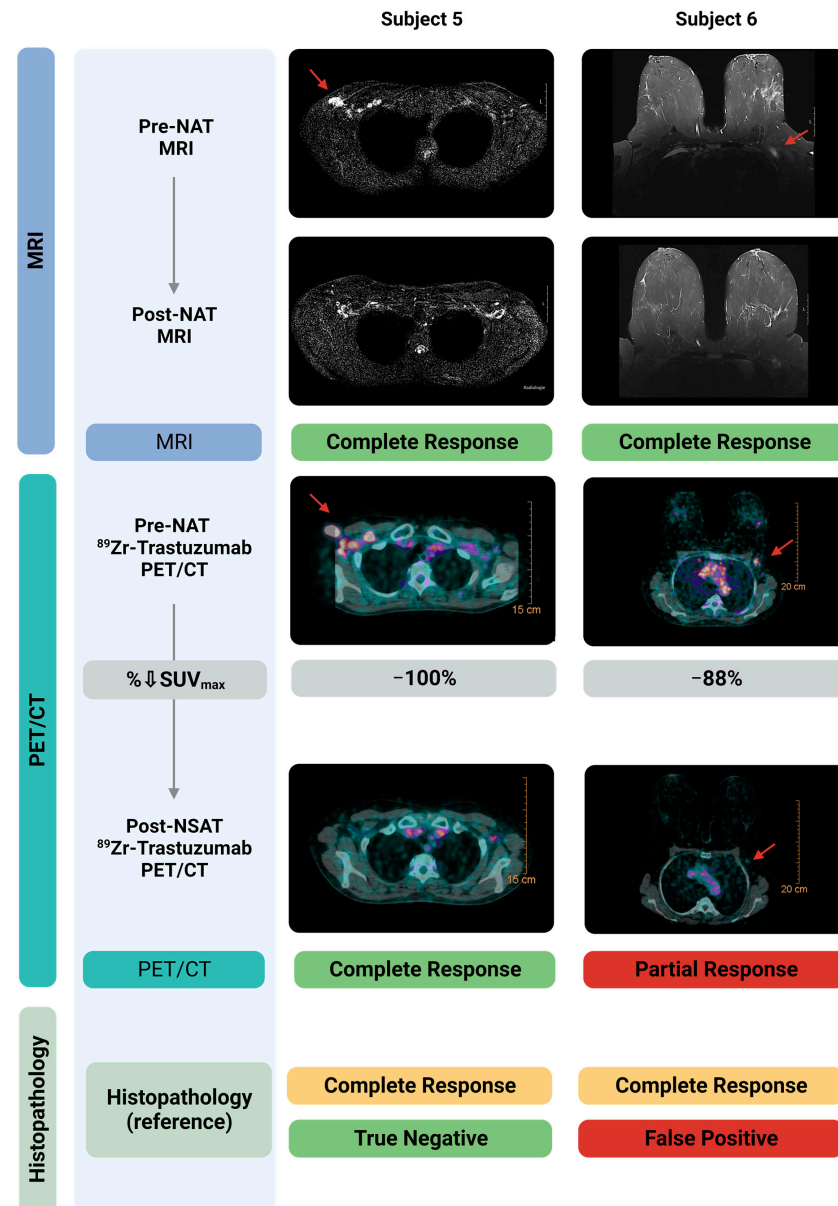 Subject 5
Subject 6
MRI
Pre-NAT
MRI
Post-NAT
MRI
Radiologie
MRI
Complete Response
Complete Response
PET/CT
Pre-NAT
⁸⁹Zr-Trastuzumab
PET/CT
15 cm
20 cm
%⇩SUVmax
−100%
−88%
Post-NSAT
⁸⁹Zr-Trastuzumab
PET/CT
15 cm
20 cm
PET/CT
Complete Response
Partial Response
Histopathology
Histopathology
(reference)
Complete Response
Complete Response
True Negative
False Positive